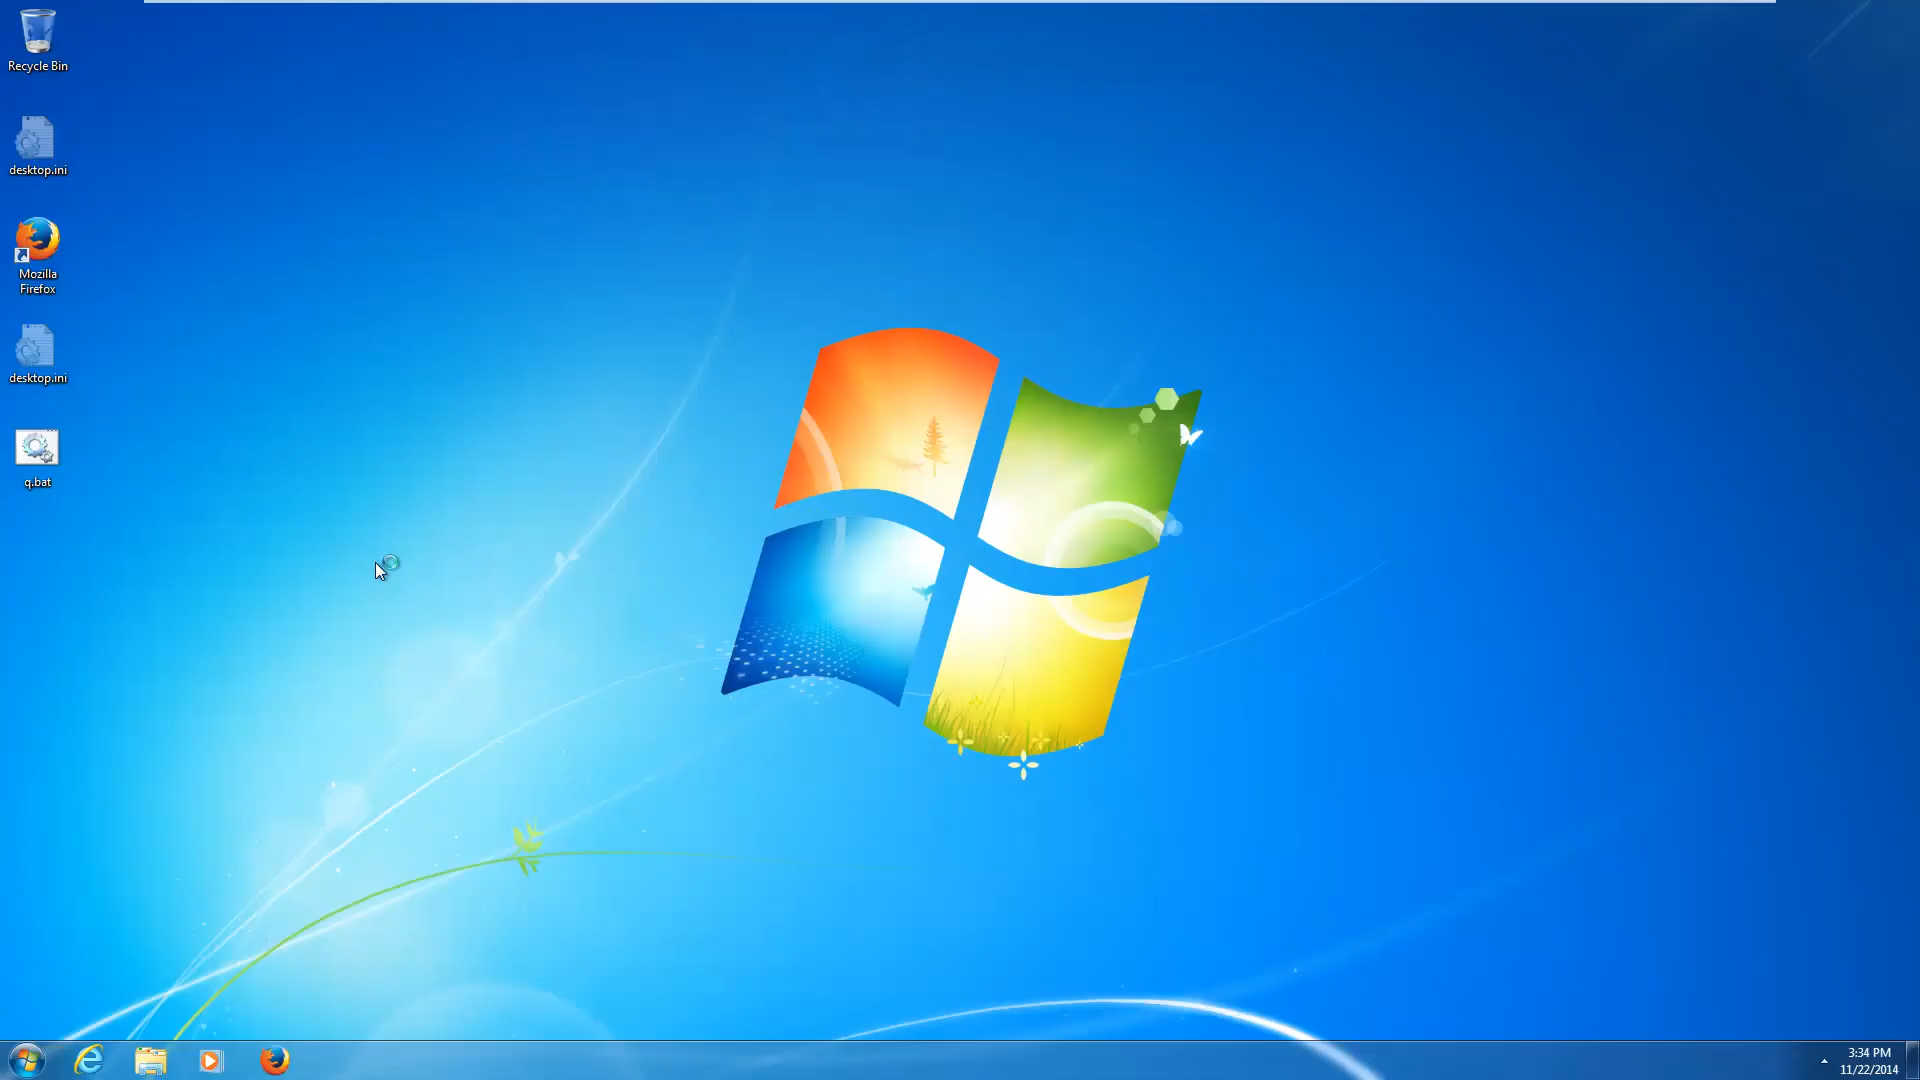 Recycle Bin
desktop.ini
Mozilla
Firefox
desktop.ini
q.bat
3:34 PM
11/22/2014